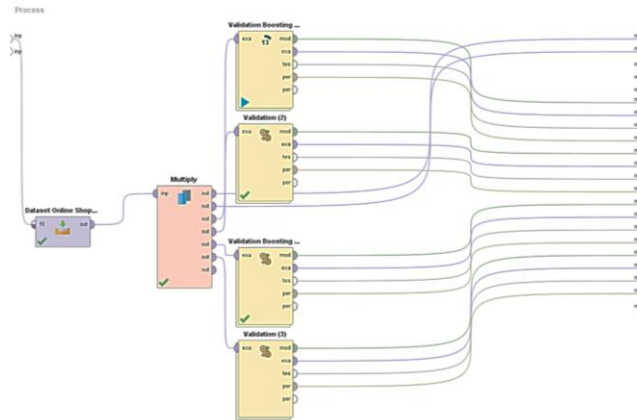 Process
inp
inp
Dataset Online Shop...
fil
out
Multiply
inp
out
out
out
out
out
out
out
Validation Boosting ...
exa
mod
exa
tes
per
per
Validation (2)
exa
mod
exa
tes
per
per
Validation Boosting ...
exa
mod
exa
tes
per
per
Validation (3)
exa
mod
exa
tes
per
per